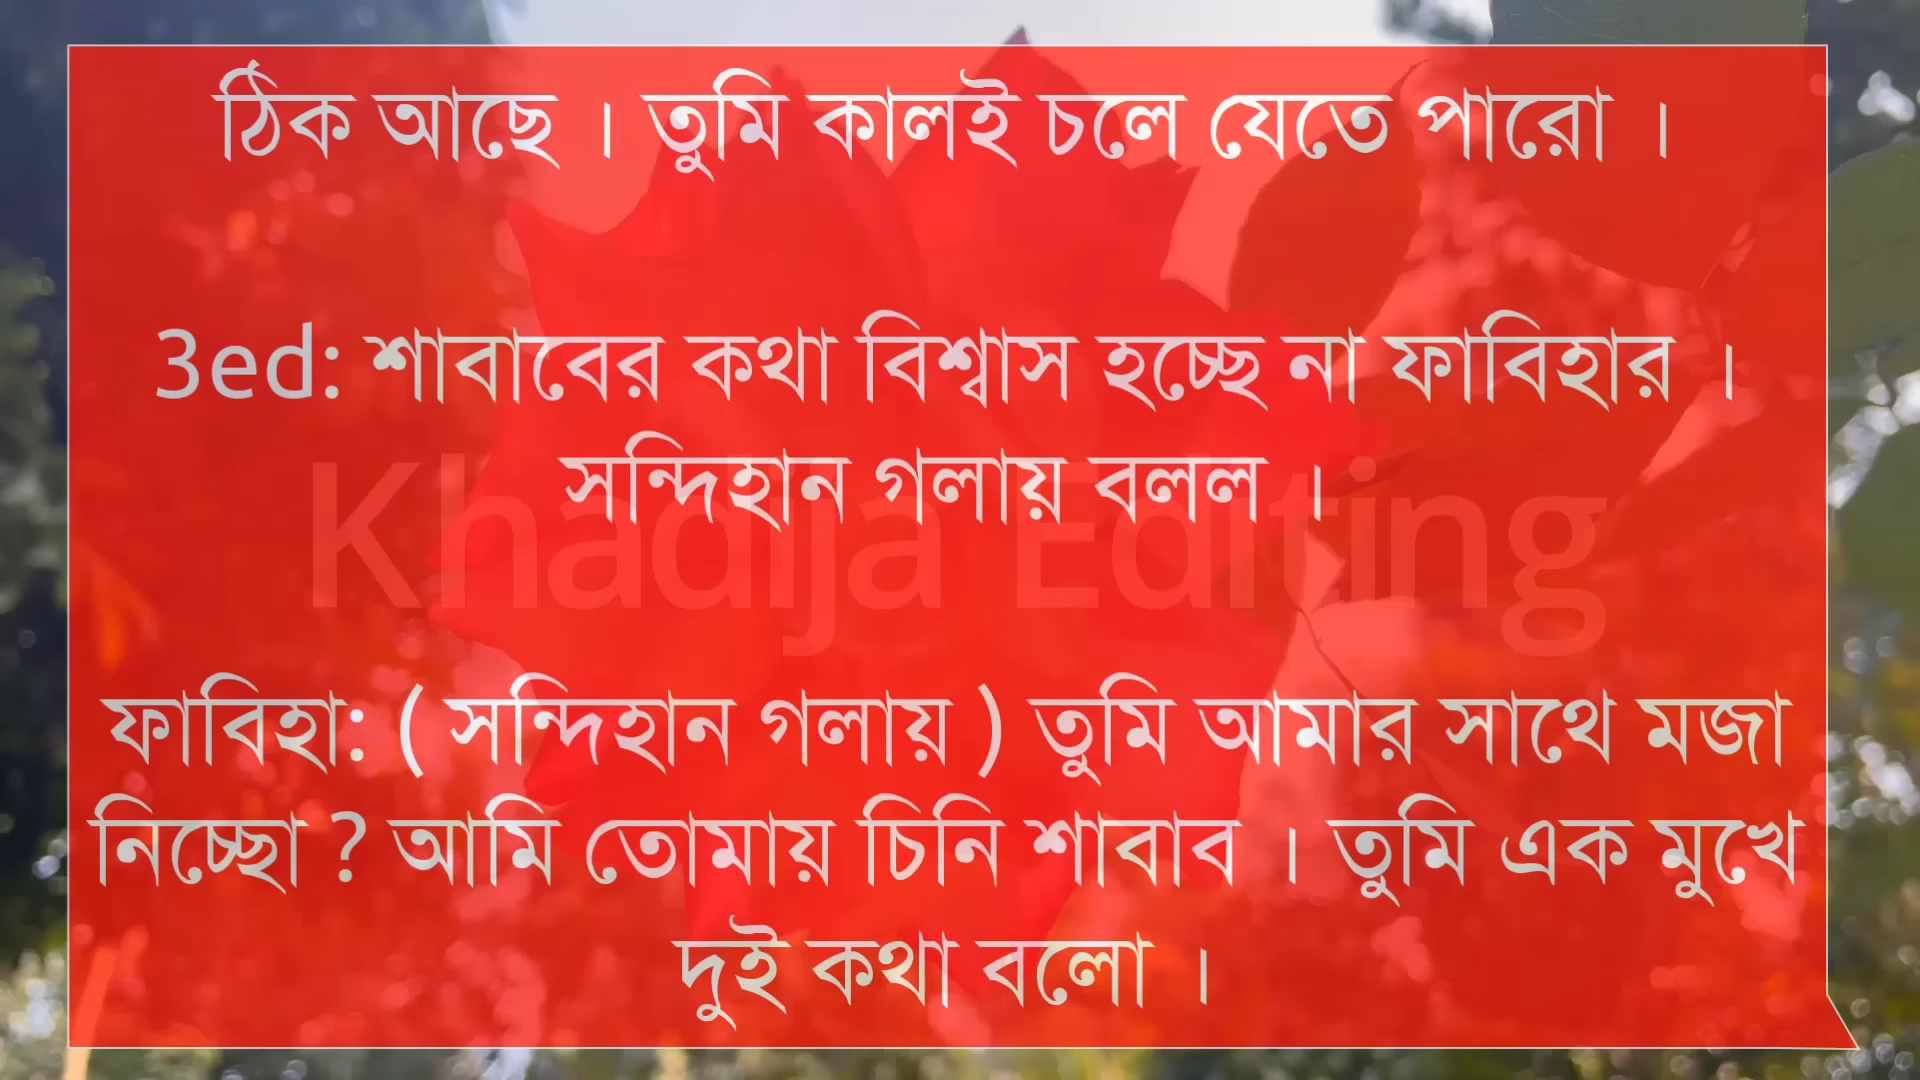 ঠিক আছে । তুমি কালই চলে যেতে পারো ।
3ed: শাবাবের কথা বিশ্বাস হচ্ছে না ফাবিহার ।
সন্দিহান গলায় বলল ।
Khadija Editing
ফাবিহা: ( সন্দিহান গলায় ) তুমি আমার সাথে মজা
নিচ্ছো ? আমি তোমায় চিনি শাবাব । তুমি এক মুখে
দুই কথা বলো ।